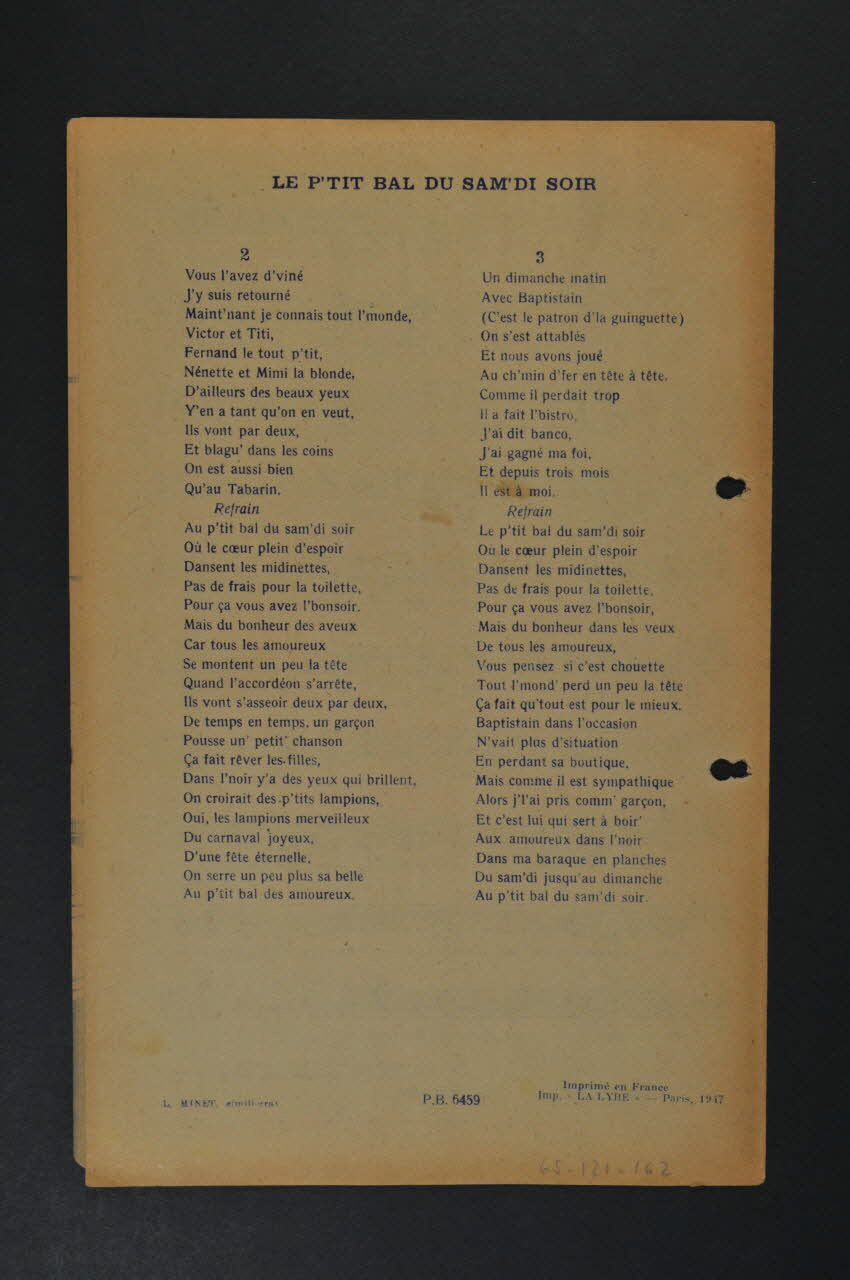 LE P'TIT BAL DU SAM'DI SOIR
2
Vous l'avez d'viné
J'y suis retourné
Maint'nant je connais tout l'monde,
Victor et Titi,
Fernand le tout p'tit,
Nénette et Mimi la blonde,
D'ailleurs des beaux yeux
Y'en a tant qu'on en veut,
Ils vont par deux,
Et blagu' dans les coins
On est aussi bien
Qu'au Tabarin.
Refrain
Au p'tit bal du sam'di soir
Où le cœur plein d'espoir
Dansent les midinettes,
Pas de frais pour la toilette,
Pour ça vous avez l'bonsoir.
Mais du bonheur des aveux
Car tous les amoureux
Se montent un peu la tête
Quand l'accordéon s'arrête,
Ils vont s'asseoir deux par deux,
De temps en temps, un garçon
Pousse un' petit' chanson
Ça fait rêver les filles,
Dans l'noir y'a des yeux qui brillent,
On croirait des p'tits lampions,
Oui, les lampions merveilleux
Du carnaval joyeux,
D'une fête éternelle,
On serre un peu plus sa belle
Au p'tit bal des amoureux.
3
Un dimanche matin
Avec Baptistain
(C'est le patron d'la guinguette)
On s'est attablés
Et nous avons joué
Au ch'min d'fer en tête à tête.
Comme il perdait trop
Il a fait l'bistro,
J'ai dit banco,
J'ai gagné ma foi,
Et depuis trois mois
Il est à moi.
Refrain
Le p'tit bal du sam'di soir
Où le cœur plein d'espoir
Dansent les midinettes,
Pas de frais pour la toilette,
Pour ça vous avez l'bonsoir,
Mais du bonheur dans les yeux
De tous les amoureux,
Vous pensez si c'est chouette
Tout l'mond' perd un peu la tête
Ça fait qu'tout est pour le mieux.
Baptistain dans l'occasion
N'vait plus d'situation
En perdant sa boutique,
Mais comme il est sympathique
Alors j'l'ai pris comm' garçon,
Et c'est lui qui sert à boir'
Aux amoureux dans l'noir
Dans ma baraque en planches
Du sam'di jusqu'au dimanche
Au p'tit bal du sam'di soir.
L. MINET,
P.B. 6459
Imprimé en France
Imp. « LA LYRE » — Paris, 1947
65-121-162